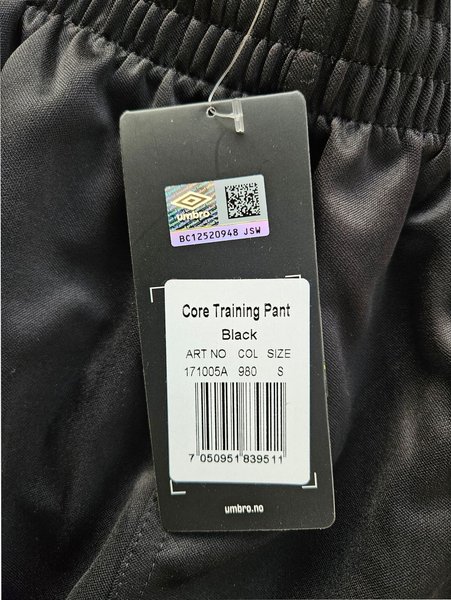 umbro
BC12520948 JSW
Core Training Pant
Black
ART NO COL SIZE
171005A 980 S
7 050951 839511
umbro.no